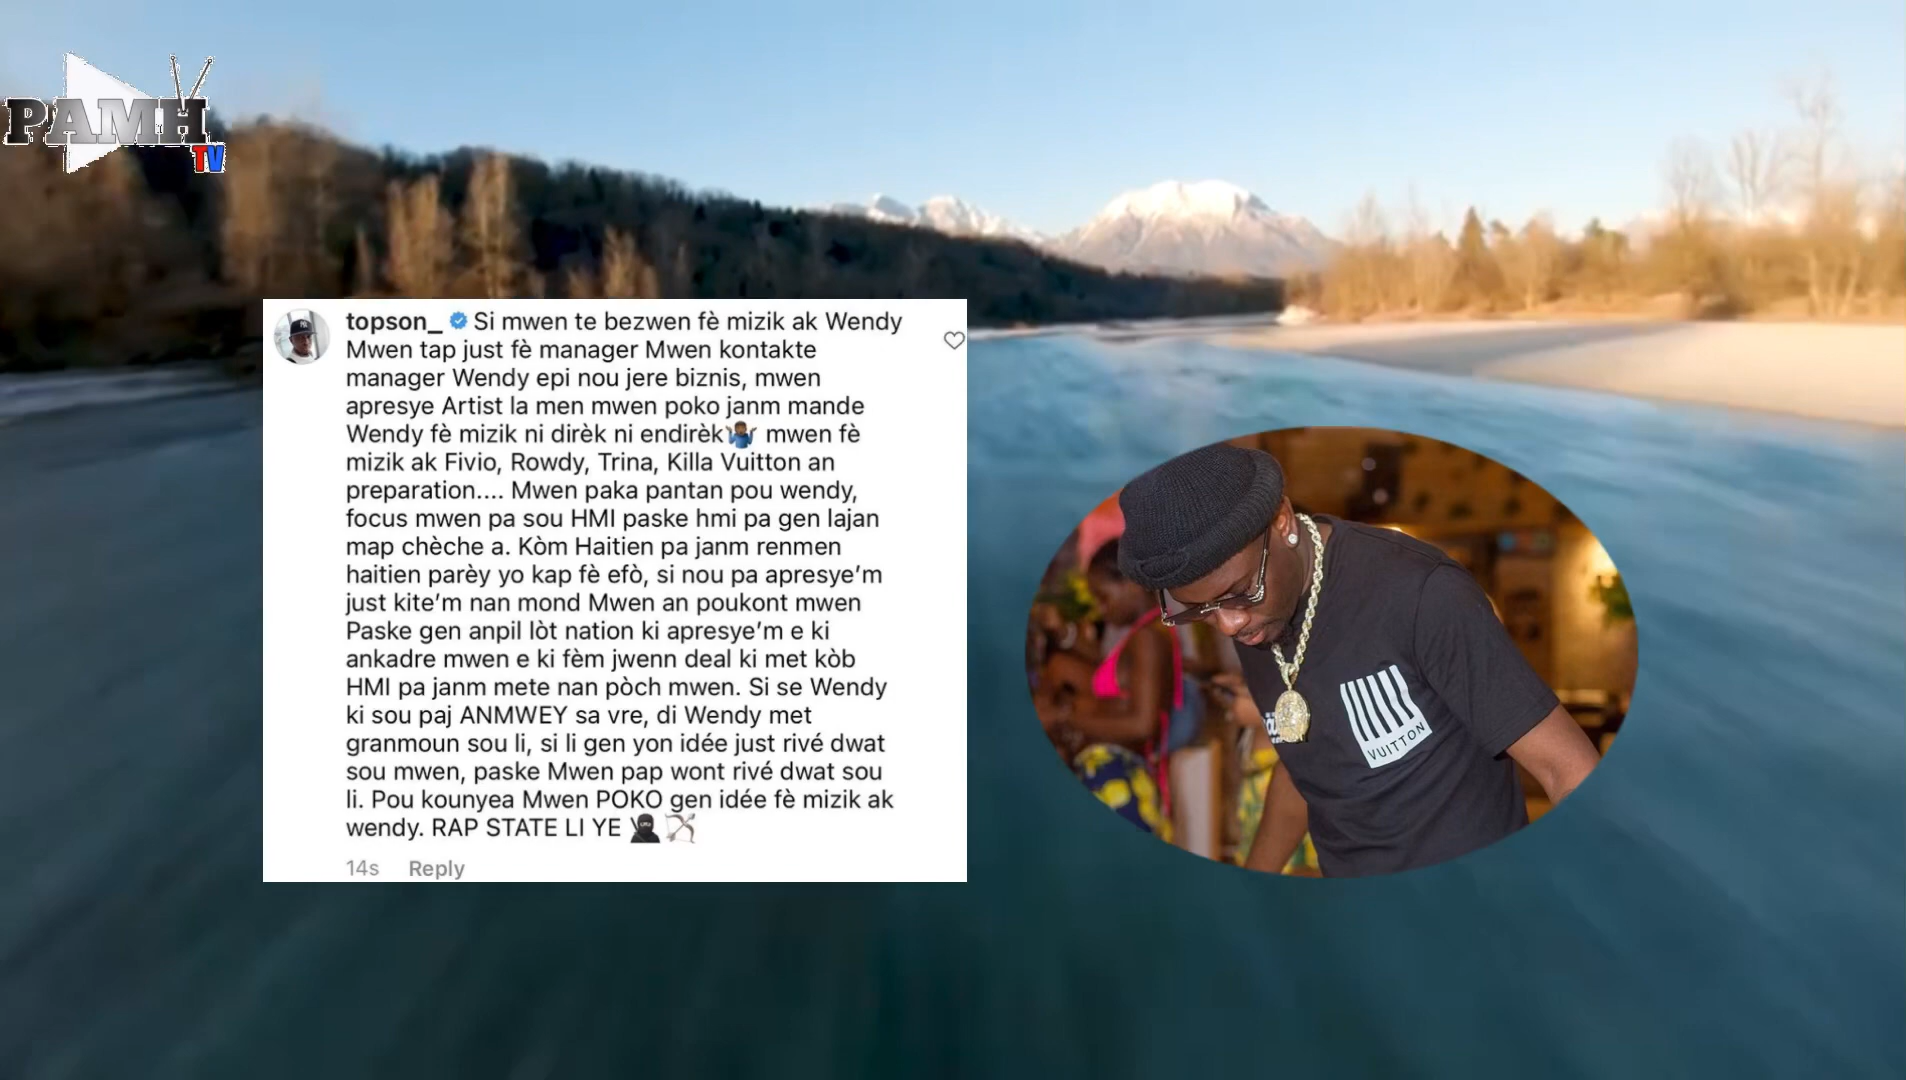 PAMH
TV
topson_ Si mwen te bezwen fè mizik ak Wendy
Mwen tap just fè manager Mwen kontakte
manager Wendy epi nou jere biznis, mwen
apresye Artist la men mwen poko janm mande
Wendy fè mizik ni dirèk ni endirèk🤷🏾‍♂️ mwen fè
mizik ak Fivio, Rowdy, Trina, Killa Vuitton an
preparation.... Mwen paka pantan pou wendy,
focus mwen pa sou HMI paske hmi pa gen lajan
map chèche a. Kòm Haitien pa janm renmen
haitien parèy yo kap fè efò, si nou pa apresye’m
just kite’m nan mond Mwen an poukont mwen
Paske gen anpil lòt nation ki apresye’m e ki
ankadre mwen e ki fèm jwenn deal ki met kòb
HMI pa janm mete nan pòch mwen. Si se Wendy
ki sou paj ANMWEY sa vre, di Wendy met
granmoun sou li, si li gen yon idée just rivé dwat
sou mwen, paske Mwen pap wont rivé dwat sou
li. Pou kounyea Mwen POKO gen idée fè mizik ak
wendy. RAP STATE LI YE 🥷🏿🏹
14s Reply
VUITTON